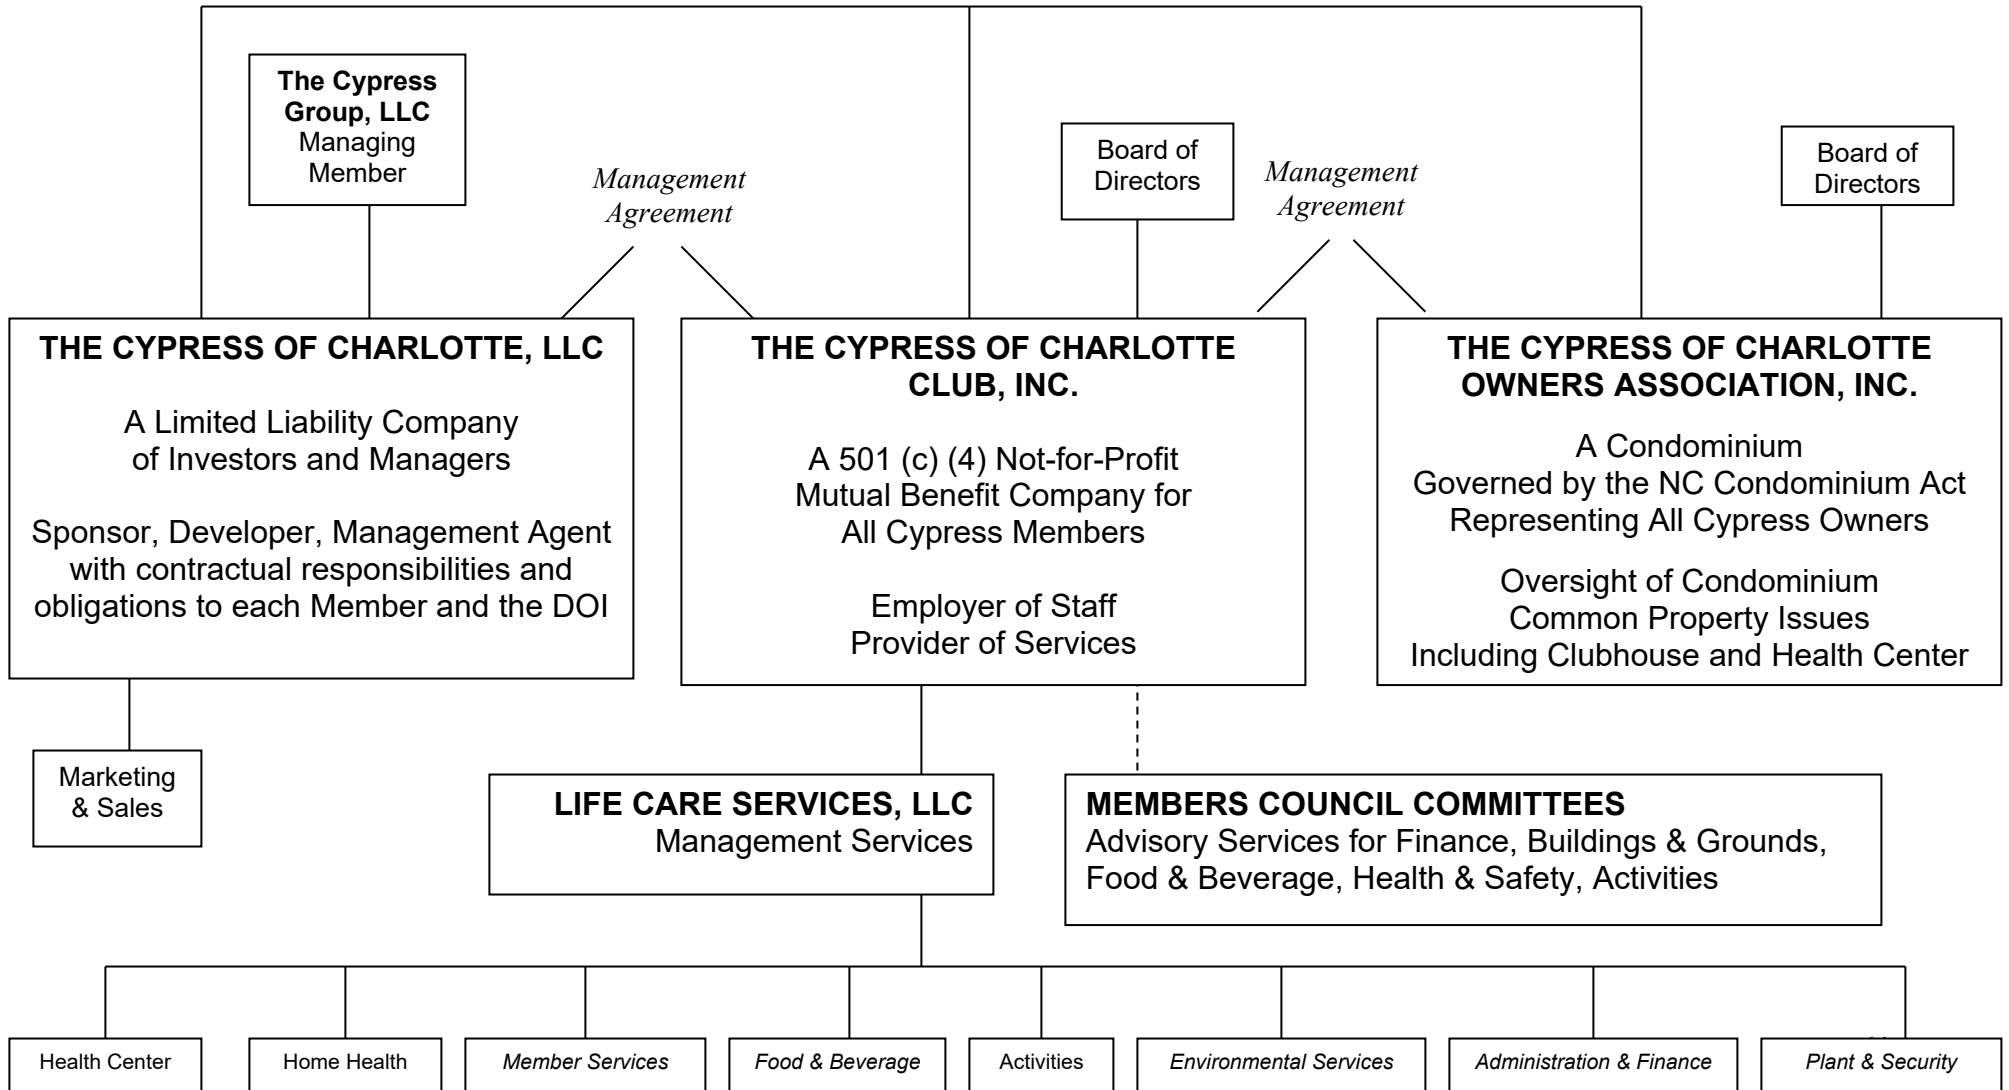 The Cypress
Group, LLC
Managing
Member
Management
Agreement
Board of
Directors
Management
Agreement
Board of
Directors
THE CYPRESS OF CHARLOTTE, LLC
A Limited Liability Company
of Investors and Managers
Sponsor, Developer, Management Agent
with contractual responsibilities and
obligations to each Member and the DOI
THE CYPRESS OF CHARLOTTE
CLUB, INC.
A 501 (c) (4) Not-for-Profit
Mutual Benefit Company for
All Cypress Members
Employer of Staff
Provider of Services
THE CYPRESS OF CHARLOTTE
OWNERS ASSOCIATION, INC.
A Condominium
Governed by the NC Condominium Act
Representing All Cypress Owners
Oversight of Condominium
Common Property Issues
Including Clubhouse and Health Center
Marketing
& Sales
LIFE CARE SERVICES, LLC
Management Services
MEMBERS COUNCIL COMMITTEES
Advisory Services for Finance, Buildings & Grounds,
Food & Beverage, Health & Safety, Activities
Health Center
Home Health
Member Services
Food & Beverage
Activities
Environmental Services
Administration & Finance
Plant & Security